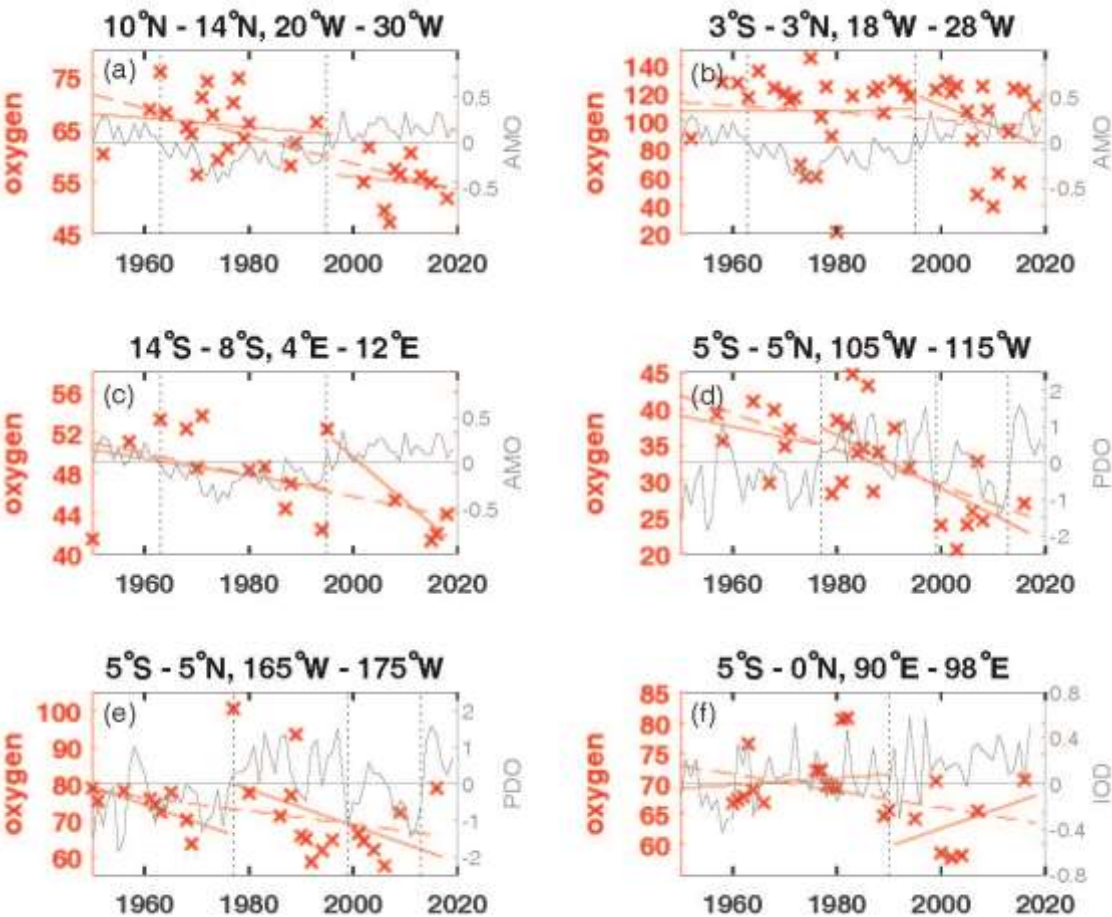 10°N - 14°N, 20°W - 30°W
(a)
75
65
55
45
oxygen
0.5
0
-0.5
AMO
1960 1980 2000 2020
3°S - 3°N, 18°W - 28°W
(b)
140
120
100
80
60
40
20
oxygen
0.5
0
-0.5
AMO
1960 1980 2000 2020
14°S - 8°S, 4°E - 12°E
(c)
56
52
48
44
40
oxygen
0.5
0
-0.5
AMO
1960 1980 2000 2020
5°S - 5°N, 105°W - 115°W
(d)
45
40
35
30
25
20
oxygen
2
1
0
-1
-2
PDO
1960 1980 2000 2020
5°S - 5°N, 165°W - 175°W
(e)
100
90
80
70
60
oxygen
2
1
0
-1
-2
PDO
1960 1980 2000 2020
5°S - 0°N, 90°E - 98°E
(f)
85
80
75
70
65
60
oxygen
0.8
0.4
0
-0.4
-0.8
IOD
1960 1980 2000 2020